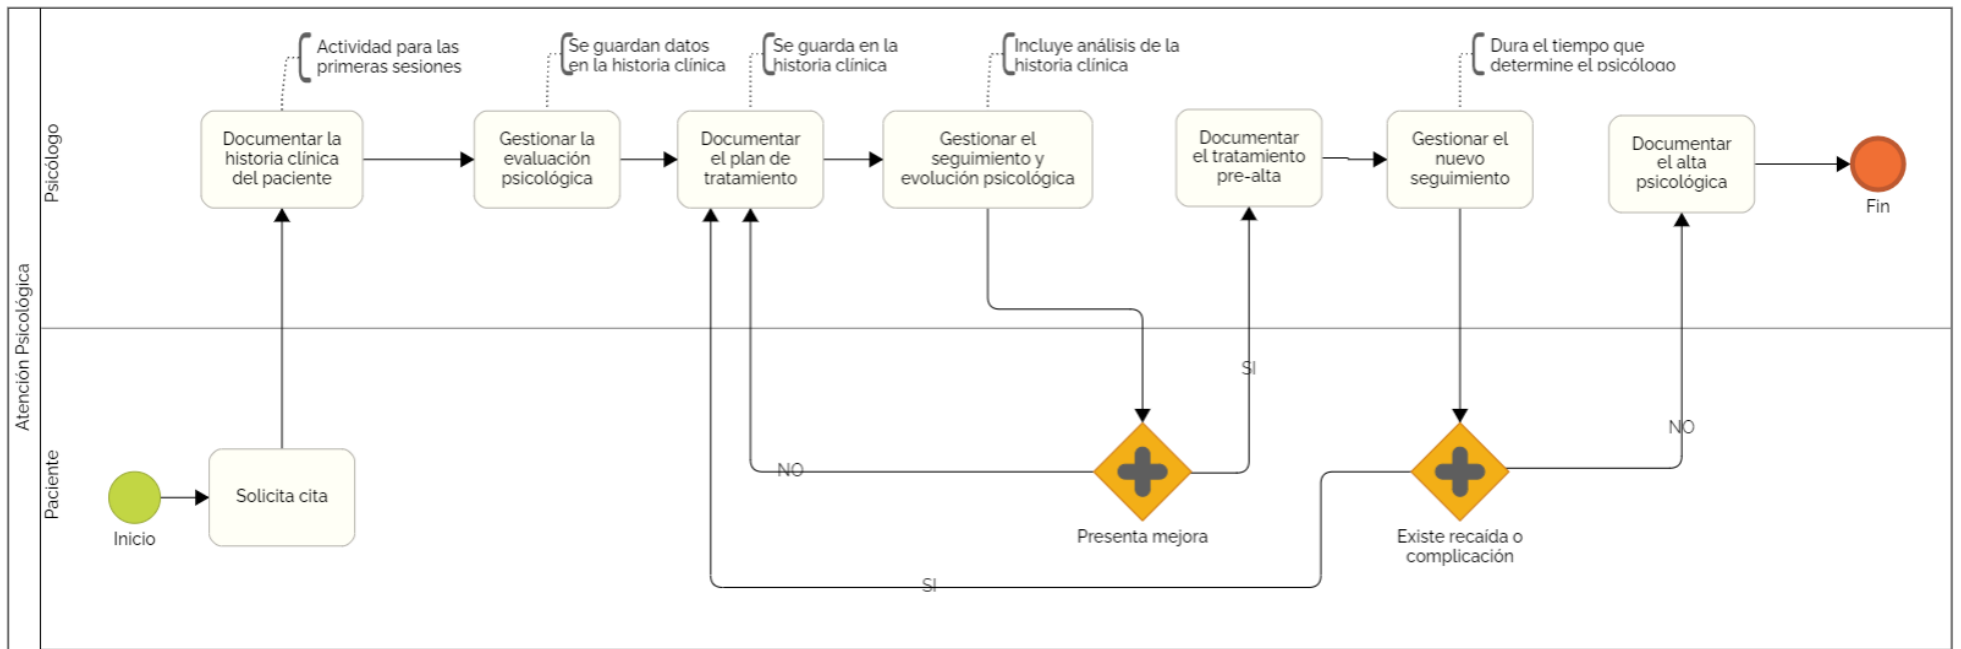 Atención Psicológica
Psicólogo
Actividad para las
primeras sesiones
Se guardan datos
en la historia clínica
Se guarda en la
historia clínica
Incluye análisis de la
historia clínica
Dura el tiempo que
determine el psicólogo
Documentar la
historia clínica
del paciente
Gestionar la
evaluación
psicológica
Documentar
el plan de
tratamiento
Gestionar el
seguimiento y
evolución psicológica
Documentar
el tratamiento
pre-alta
Gestionar el
nuevo
seguimiento
Documentar
el alta
psicológica
Fin
Paciente
Inicio
Solicita cita
NO
SI
Presenta mejora
SI
NO
Existe recaída o
complicación